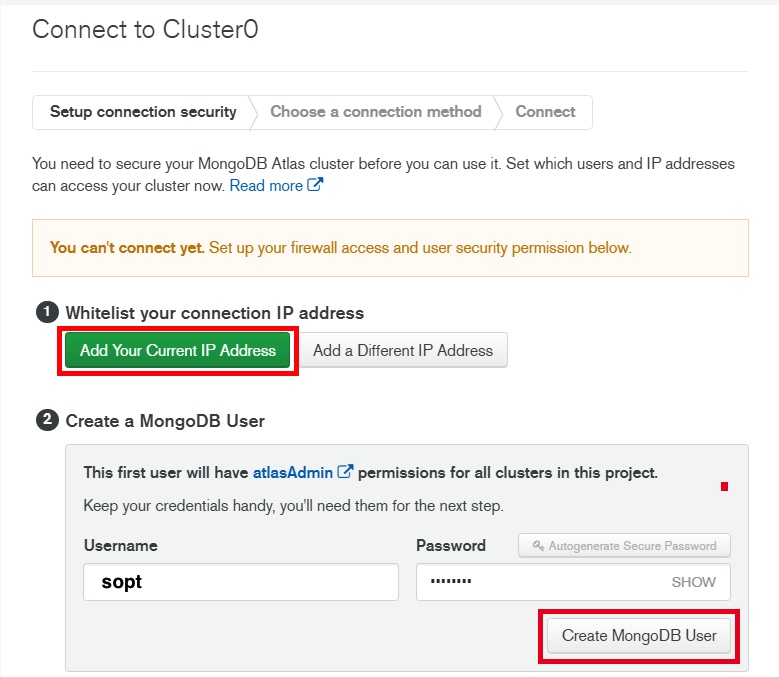 Connect to Cluster0
Setup connection security
Choose a connection method
Connect
You need to secure your MongoDB Atlas cluster before you can use it. Set which users and IP addresses
can access your cluster now. Read more
You can't connect yet. Set up your firewall access and user security permission below.
1 Whitelist your connection IP address
Add Your Current IP Address
Add a Different IP Address
2 Create a MongoDB User
This first user will have atlasAdmin permissions for all clusters in this project.
Keep your credentials handy, you'll need them for the next step.
Username
Password
Autogenerate Secure Password
sopt
········
SHOW
Create MongoDB User